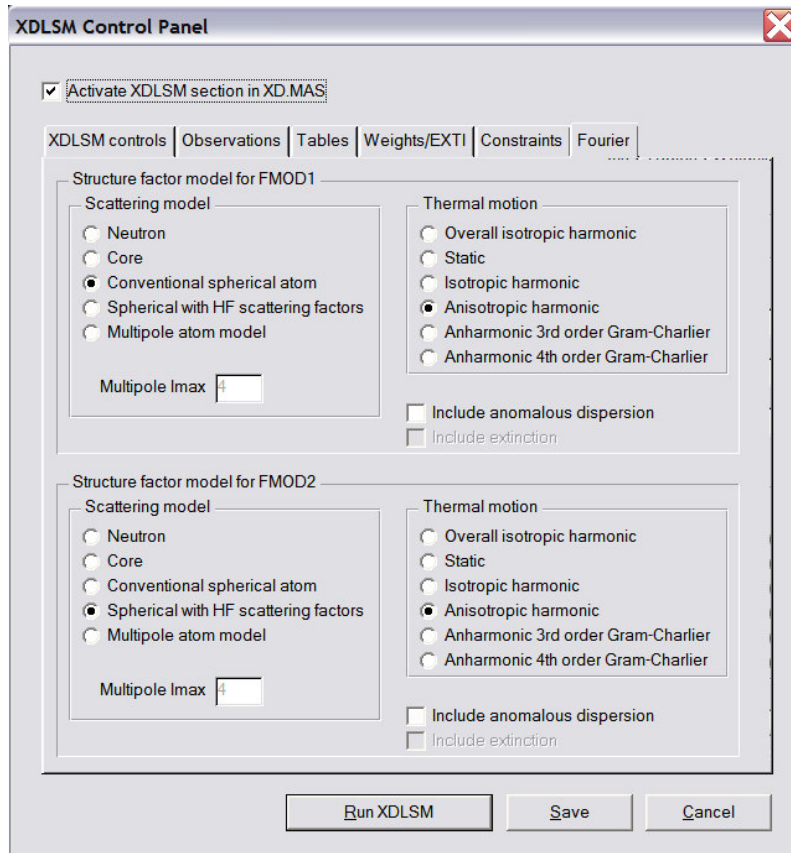 XDLSM Control Panel
Activate XDLSM section in XD.MAS
XDLSM controls Observations Tables Weights/EXTI Constraints Fourier
Structure factor model for FMOD1
Scattering model
Neutron
Core
Conventional spherical atom
Spherical with HF scattering factors
Multipole atom model
Multipole lmax 4
Thermal motion
Overall isotropic harmonic
Static
Isotropic harmonic
Anisotropic harmonic
Anharmonic 3rd order Gram-Charlier
Anharmonic 4th order Gram-Charlier
Include anomalous dispersion
Include extinction
Structure factor model for FMOD2
Scattering model
Neutron
Core
Conventional spherical atom
Spherical with HF scattering factors
Multipole atom model
Multipole lmax 4
Thermal motion
Overall isotropic harmonic
Static
Isotropic harmonic
Anisotropic harmonic
Anharmonic 3rd order Gram-Charlier
Anharmonic 4th order Gram-Charlier
Include anomalous dispersion
Include extinction
Run XDLSM Save Cancel